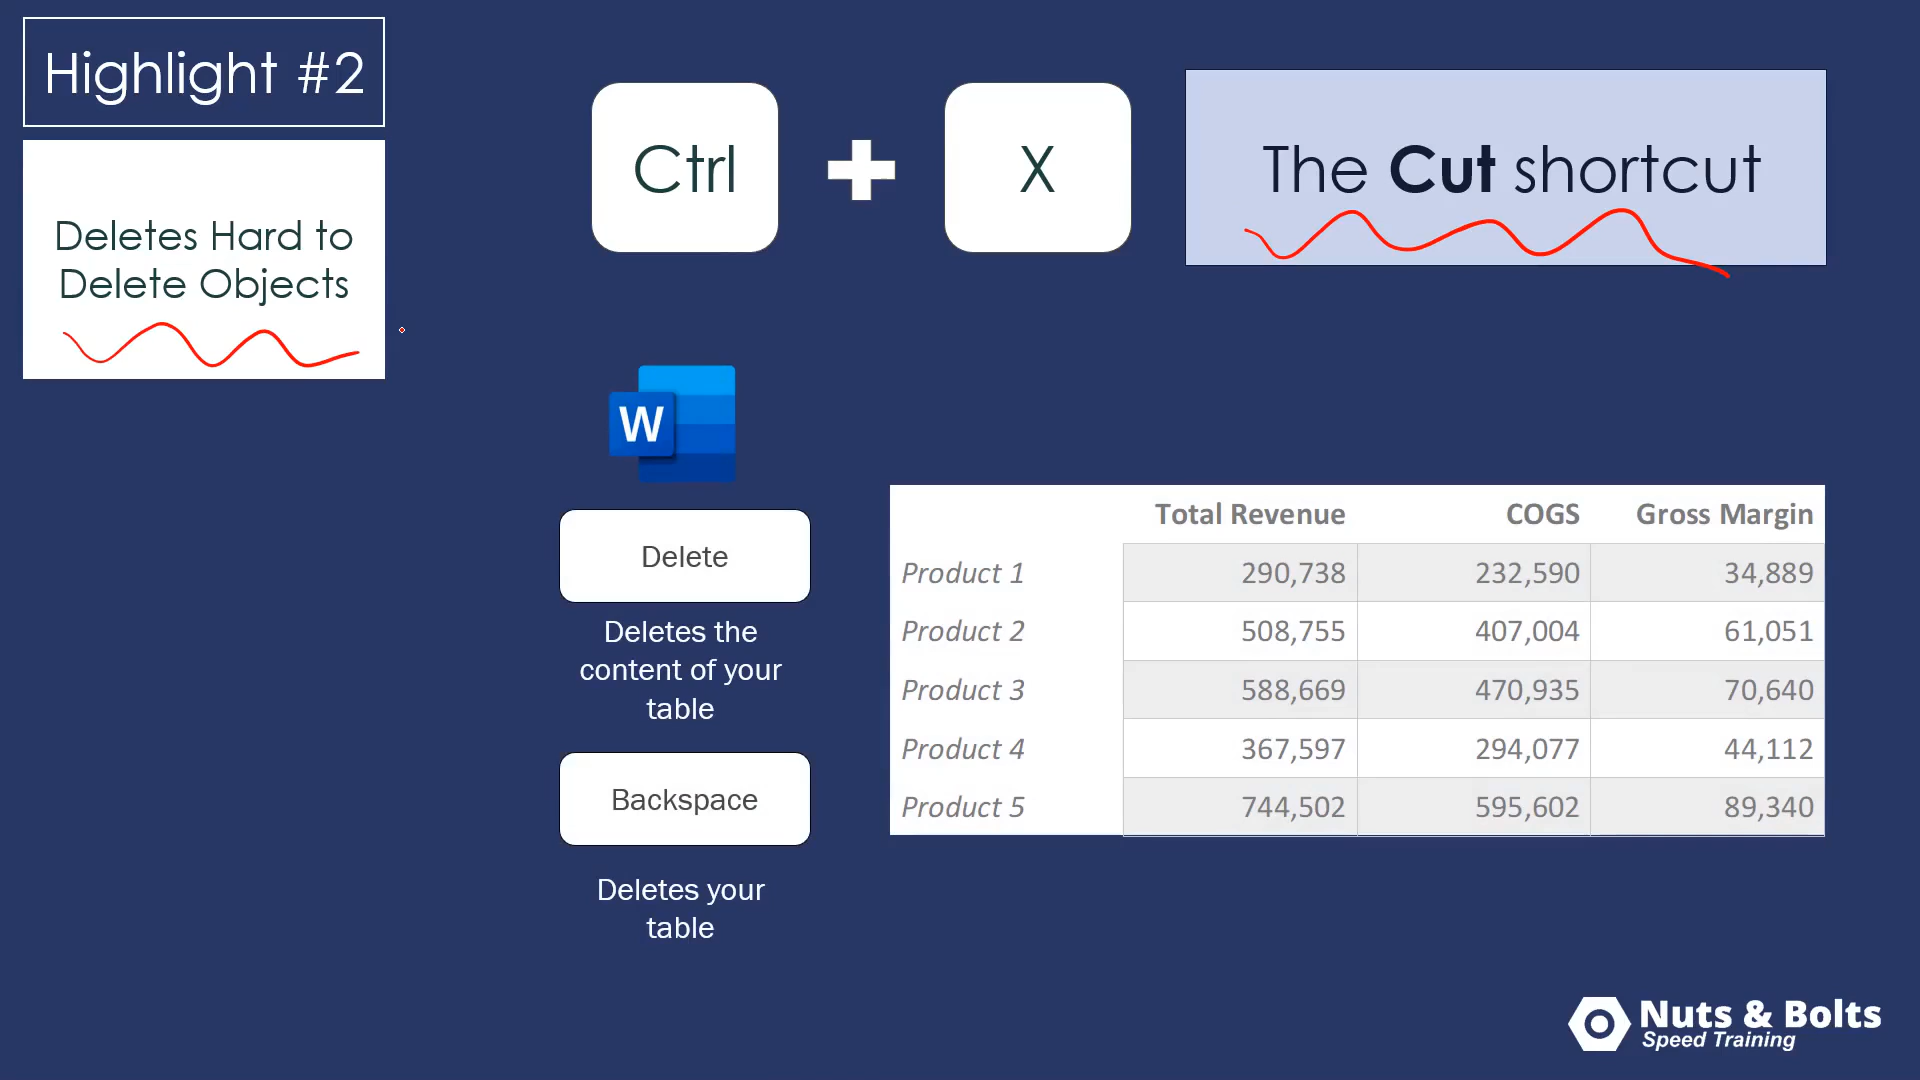 Highlight #2
Deletes Hard to
Delete Objects
Ctrl
X
The Cut shortcut
W
Delete
Deletes the
content of your
table
Backspace
Deletes your
table
Total Revenue COGS Gross Margin
Product 1 290,738 232,590 34,889
Product 2 508,755 407,004 61,051
Product 3 588,669 470,935 70,640
Product 4 367,597 294,077 44,112
Product 5 744,502 595,602 89,340
Nuts & Bolts
Speed Training